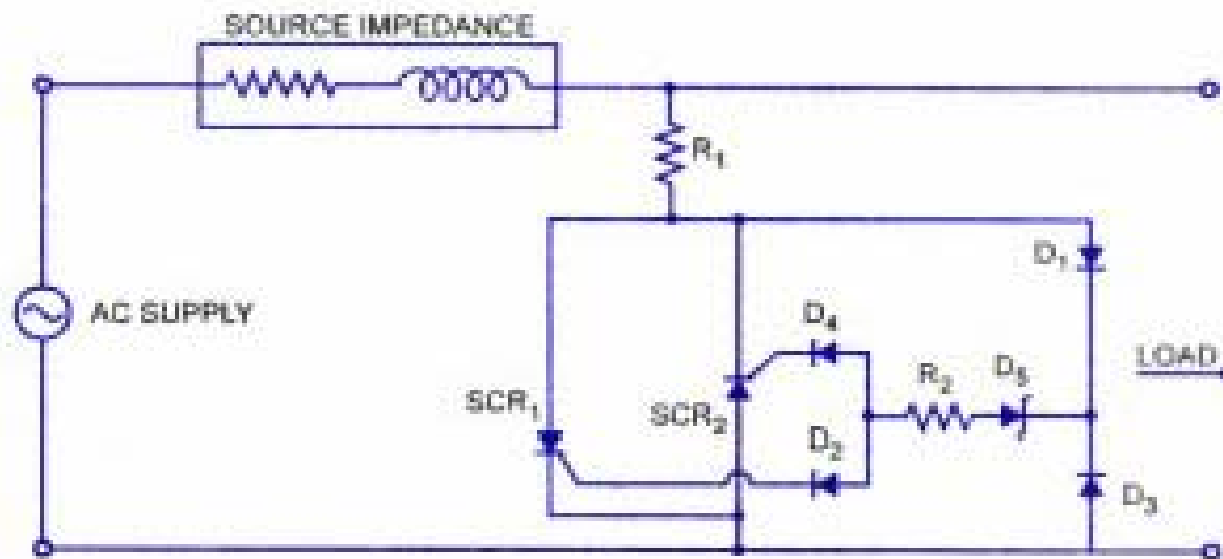 SOURCE IMPEDANCE
R1
D1
AC SUPPLY
D4
LOAD
R2
D5
SCR1
SCR2
D2
D3